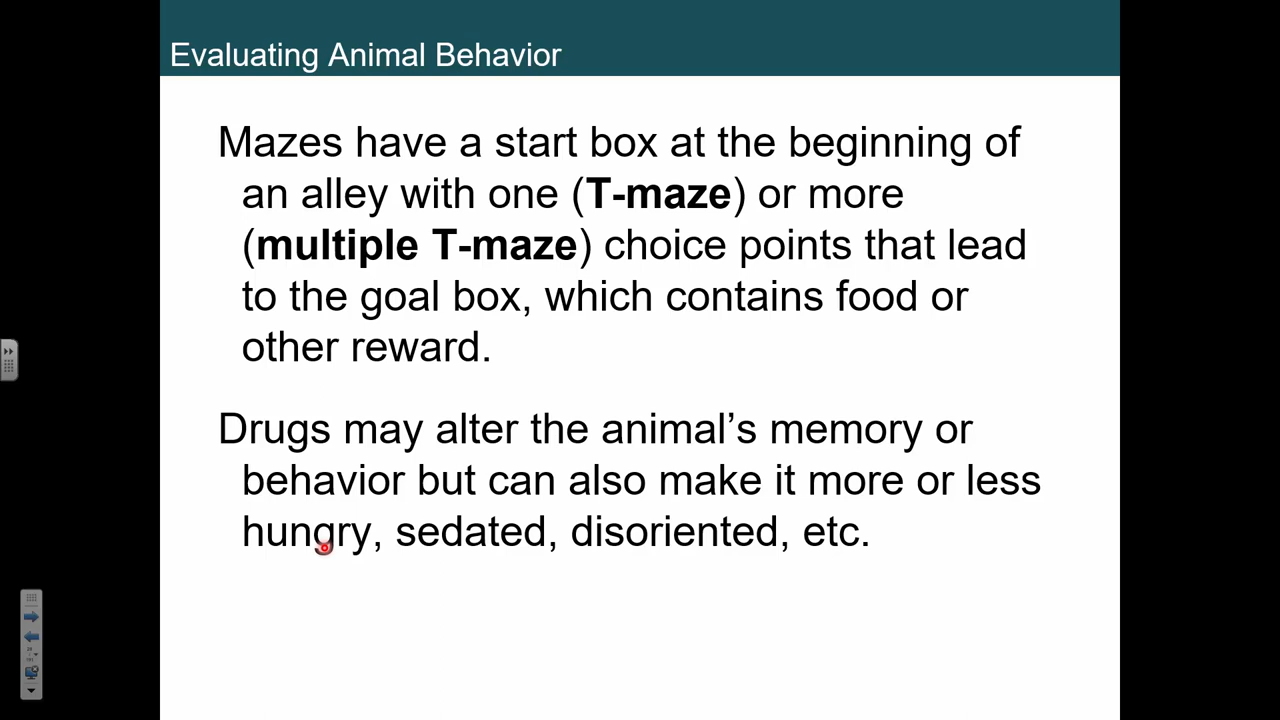 Evaluating Animal Behavior
Mazes have a start box at the beginning of
an alley with one (T-maze) or more
(multiple T-maze) choice points that lead
to the goal box, which contains food or
other reward.
Drugs may alter the animal’s memory or
behavior but can also make it more or less
hungry, sedated, disoriented, etc.